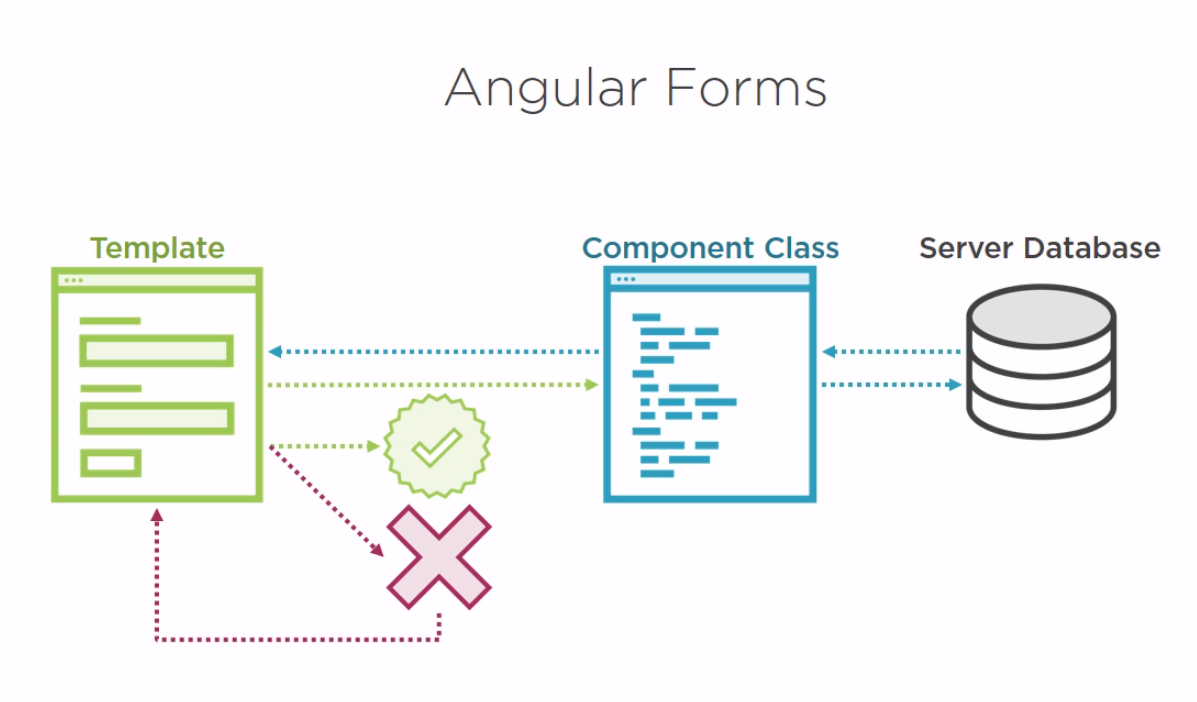 Angular Forms
Template
Component Class
Server Database